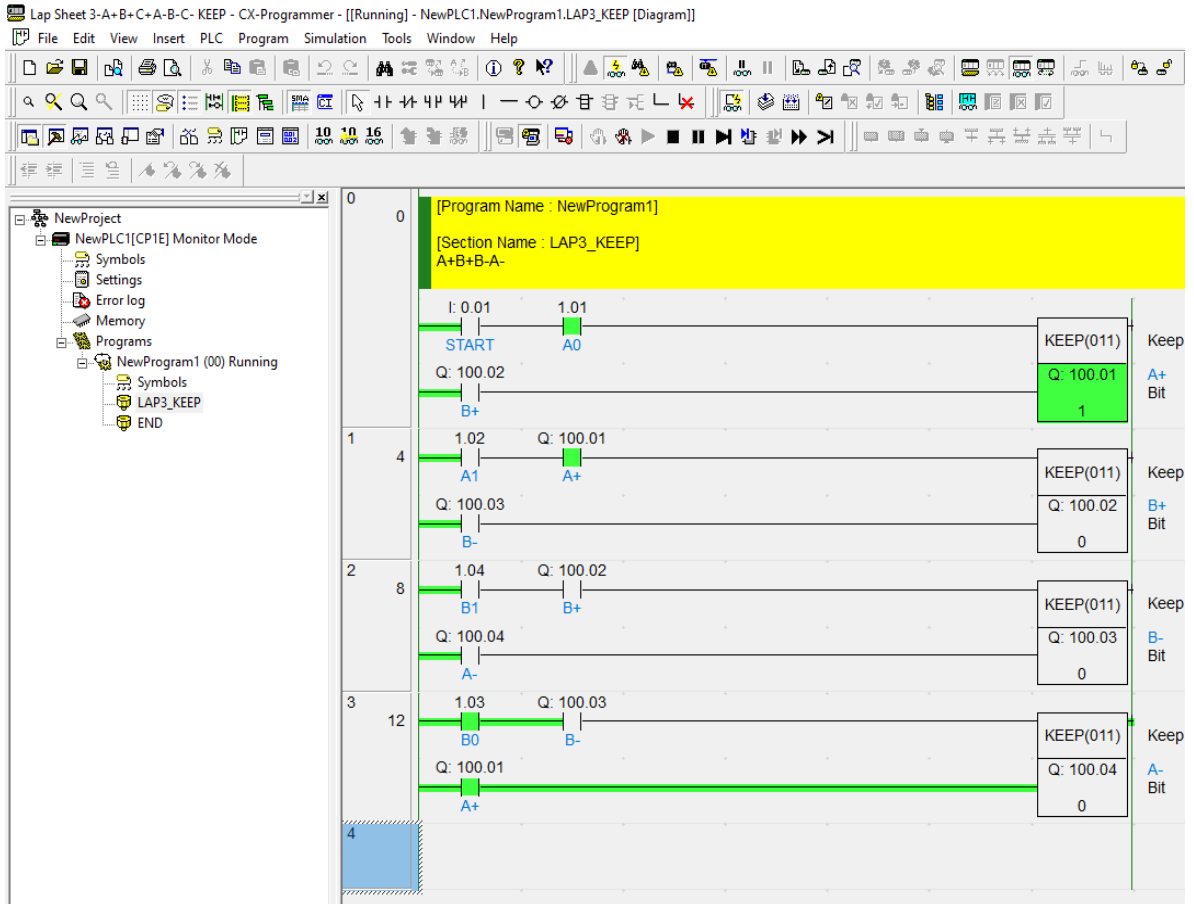 Lap Sheet 3-A+B+C+A-B-C- KEEP - CX-Programmer - [[Running] - NewPLC1.NewProgram1.LAP3_KEEP [Diagram]]
File Edit View Insert PLC Program Simulation Tools Window Help
10 10 16
NewProject
NewPLC1[CP1E] Monitor Mode
Symbols
Settings
Error log
Memory
Programs
NewProgram1 (00) Running
Symbols
LAP3_KEEP
END
0
0
[Program Name : NewProgram1]
[Section Name : LAP3_KEEP]
A+B+B-A-
I: 0.01 1.01
START A0
KEEP(011) Keep
Q: 100.02
B+
Q: 100.01 A+
Bit
1
1
4
1.02 Q: 100.01
A1 A+
KEEP(011) Keep
Q: 100.03
B-
Q: 100.02 B+
Bit
0
2
8
1.04 Q: 100.02
B1 B+
KEEP(011) Keep
Q: 100.04
A-
Q: 100.03 B-
Bit
0
3
12
1.03 Q: 100.03
B0 B-
KEEP(011) Keep
Q: 100.01
A+
Q: 100.04 A-
Bit
0
4